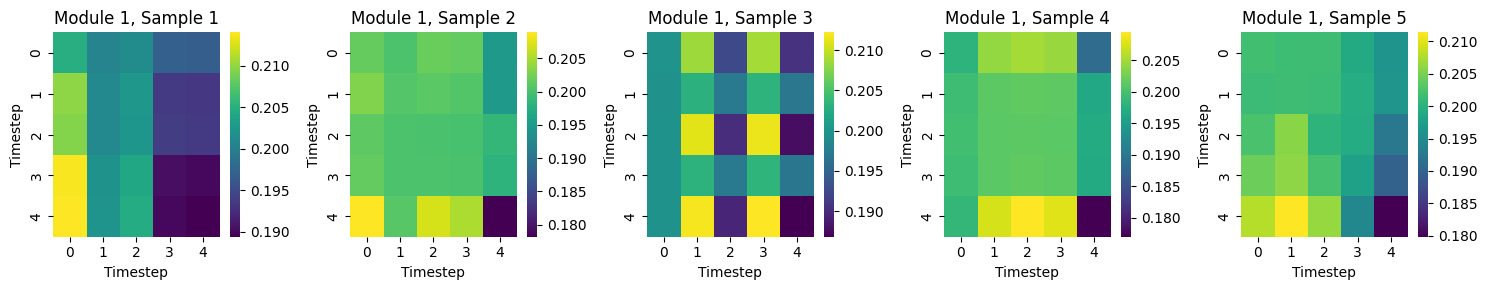 Module 1, Sample 1
Timestep
0
1
2
3
4
0 1 2 3 4
Timestep
0.210
0.205
0.200
0.195
0.190
Module 1, Sample 2
Timestep
0
1
2
3
4
0 1 2 3 4
Timestep
0.205
0.200
0.195
0.190
0.185
0.180
Module 1, Sample 3
Timestep
0
1
2
3
4
0 1 2 3 4
Timestep
0.210
0.205
0.200
0.195
0.190
Module 1, Sample 4
Timestep
0
1
2
3
4
0 1 2 3 4
Timestep
0.205
0.200
0.195
0.190
0.185
0.180
Module 1, Sample 5
Timestep
0
1
2
3
4
0 1 2 3 4
Timestep
0.210
0.205
0.200
0.195
0.190
0.185
0.180